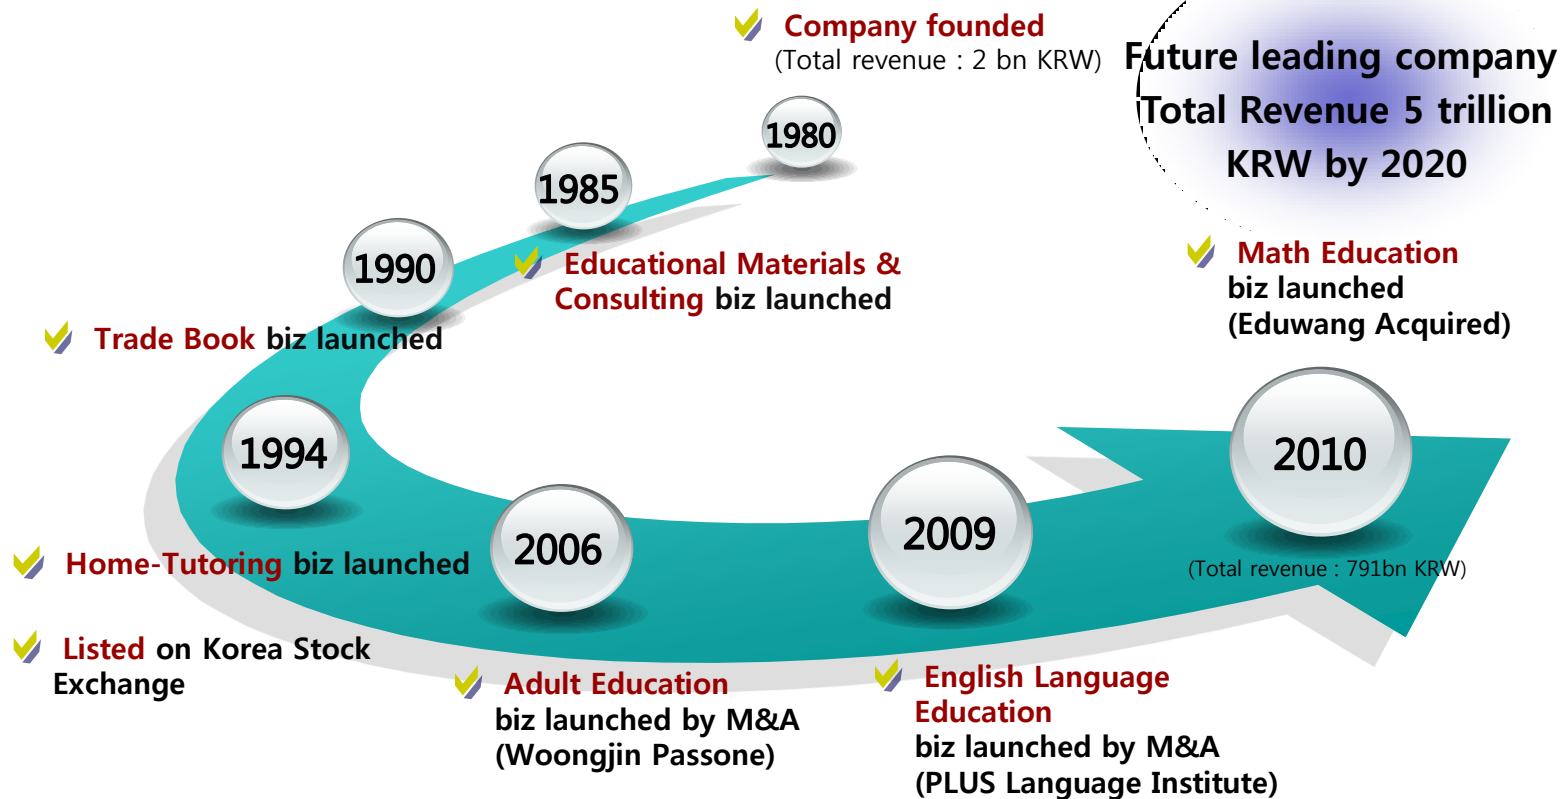 Company founded
(Total revenue : 2 bn KRW)
Future leading company
Total Revenue 5 trillion
KRW by 2020
1980
1985
1990
Educational Materials &
Consulting biz launched
Math Education
biz launched
(Eduwang Acquired)
Trade Book biz launched
1994
2006
2009
2010
Home-Tutoring biz launched
(Total revenue : 791bn KRW)
Listed on Korea Stock
Exchange
Adult Education
biz launched by M&A
(Woongjin Passone)
English Language
Education
biz launched by M&A
(PLUS Language Institute)